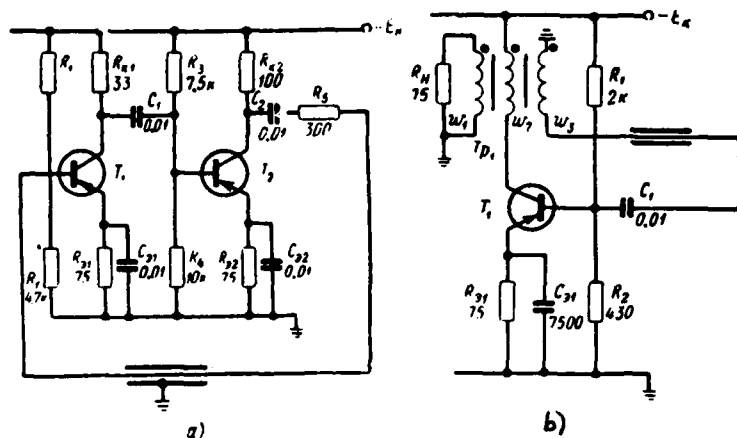 -Eк
R₁
Rк1
33
R₃
7,5к
Rк2
100
C₁
0,01
C₂
0,01
R₅
300
T₁
T₂
R₁
47к
Rэ1
75
Cэ1
0,01
R₄
10к
Rэ2
75
Cэ2
0,01
a)
-Eк
Rн
75
W₁
W₂
W₃
Tp₁
R₁
2к
T₁
C₁
0,01
Rэ1
75
Cэ1
7500
R₂
430
b)